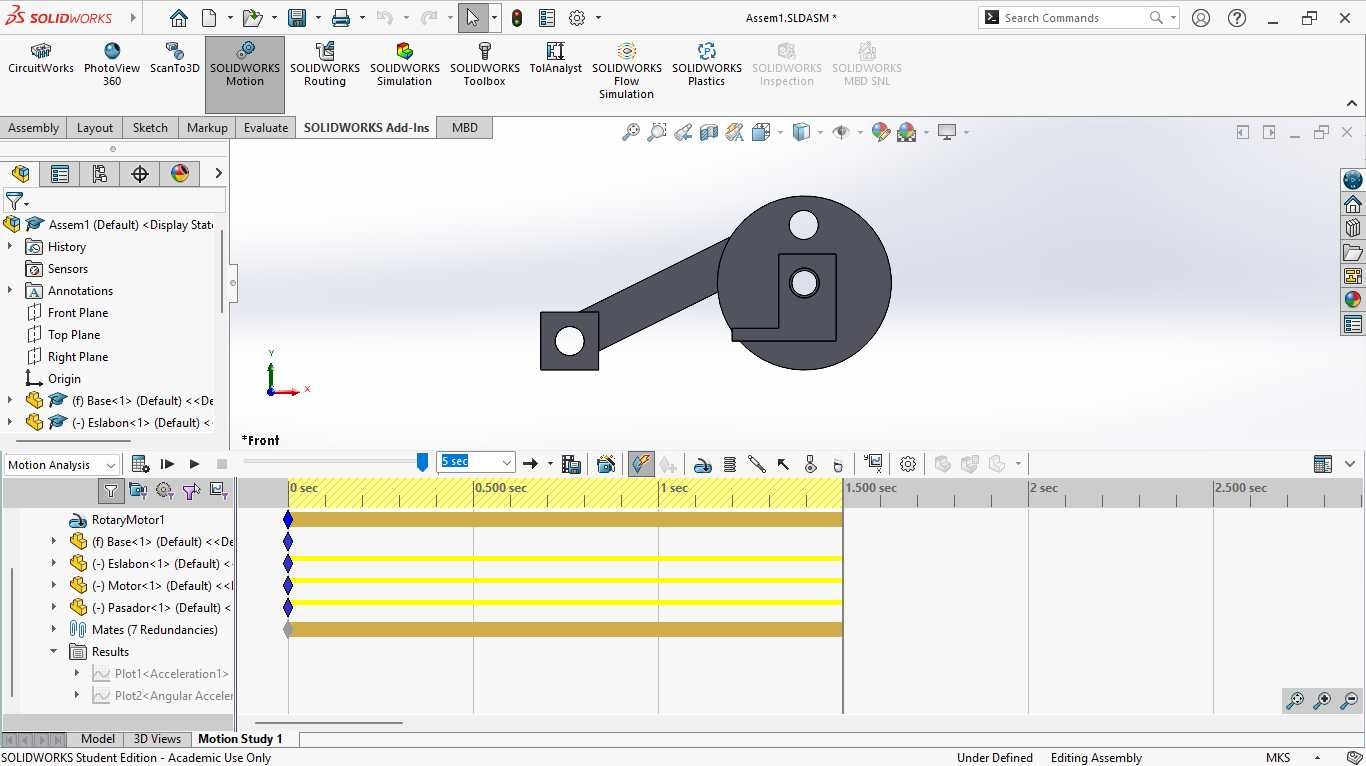 SOLIDWORKS
Assem1.SLDASM *
Search Commands
CircuitWorks
PhotoView 360
ScanTo3D
SOLIDWORKS Motion
SOLIDWORKS Routing
SOLIDWORKS Simulation
SOLIDWORKS Toolbox
TolAnalyst
SOLIDWORKS Flow Simulation
SOLIDWORKS Plastics
SOLIDWORKS Inspection
SOLIDWORKS MBD SNL
Assembly Layout Sketch Markup Evaluate SOLIDWORKS Add-Ins MBD
Assem1 (Default) <Display State
History
Sensors
Annotations
Front Plane
Top Plane
Right Plane
Origin
(f) Base<1> (Default) <<De
(-) Eslabon<1> (Default) <
Y
X
*Front
Motion Analysis
5 sec
0 sec 0.500 sec 1 sec 1.500 sec 2 sec 2.500 sec
RotaryMotor1
(f) Base<1> (Default) <<De
(-) Eslabon<1> (Default) <
(-) Motor<1> (Default) <<
(-) Pasador<1> (Default) <
Mates (7 Redundancies)
Results
Plot1<Acceleration1>
Plot2<Angular Acceler
Model 3D Views Motion Study 1
SOLIDWORKS Student Edition - Academic Use Only
Under Defined Editing Assembly MKS